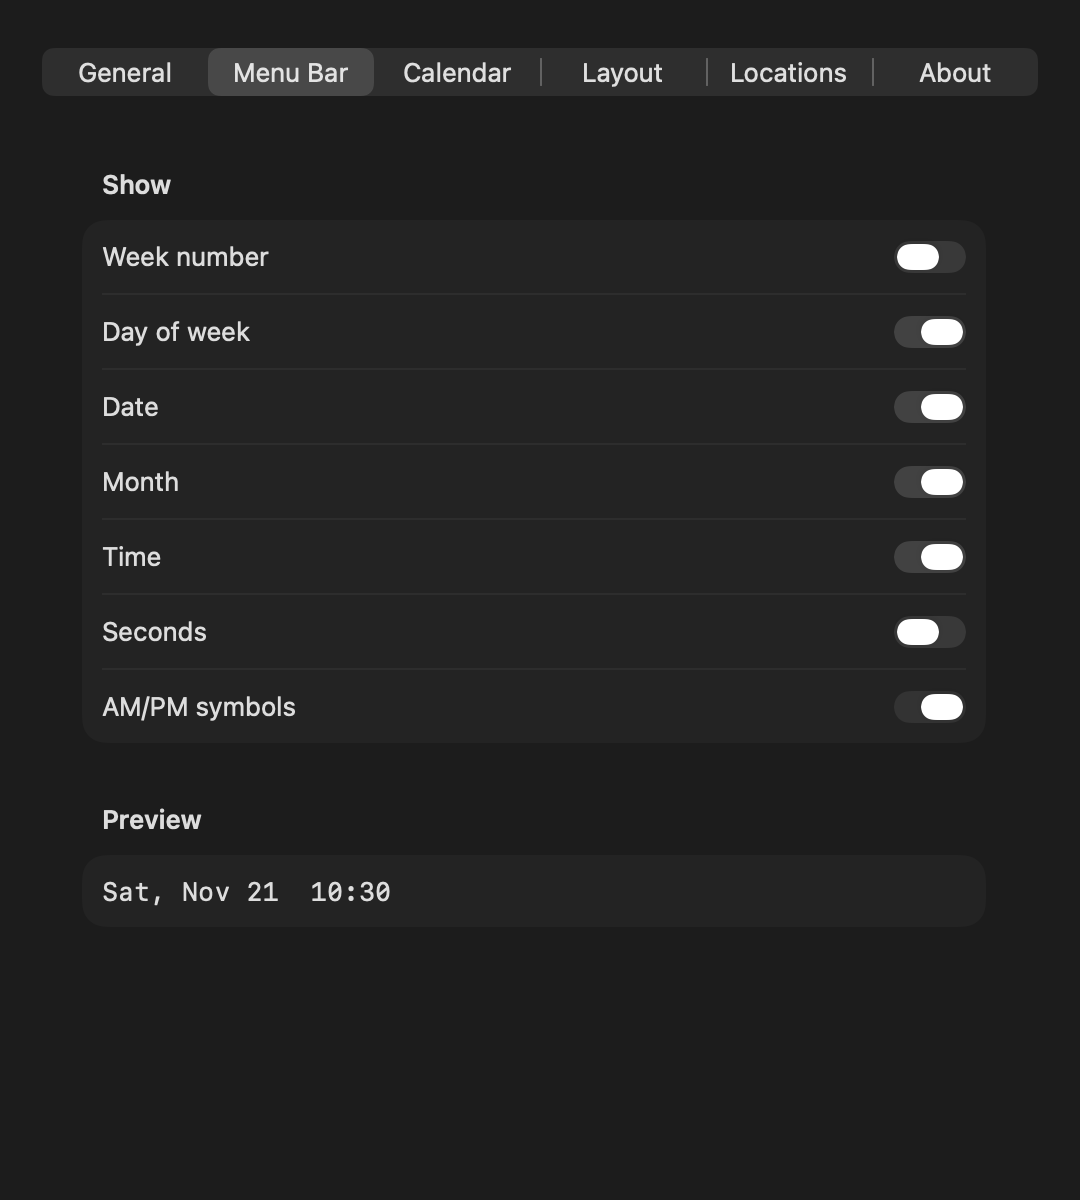 General Menu Bar Calendar Layout Locations About
Show
Week number
Day of week
Date
Month
Time
Seconds
AM/PM symbols
Preview
Sat, Nov 21  10:30